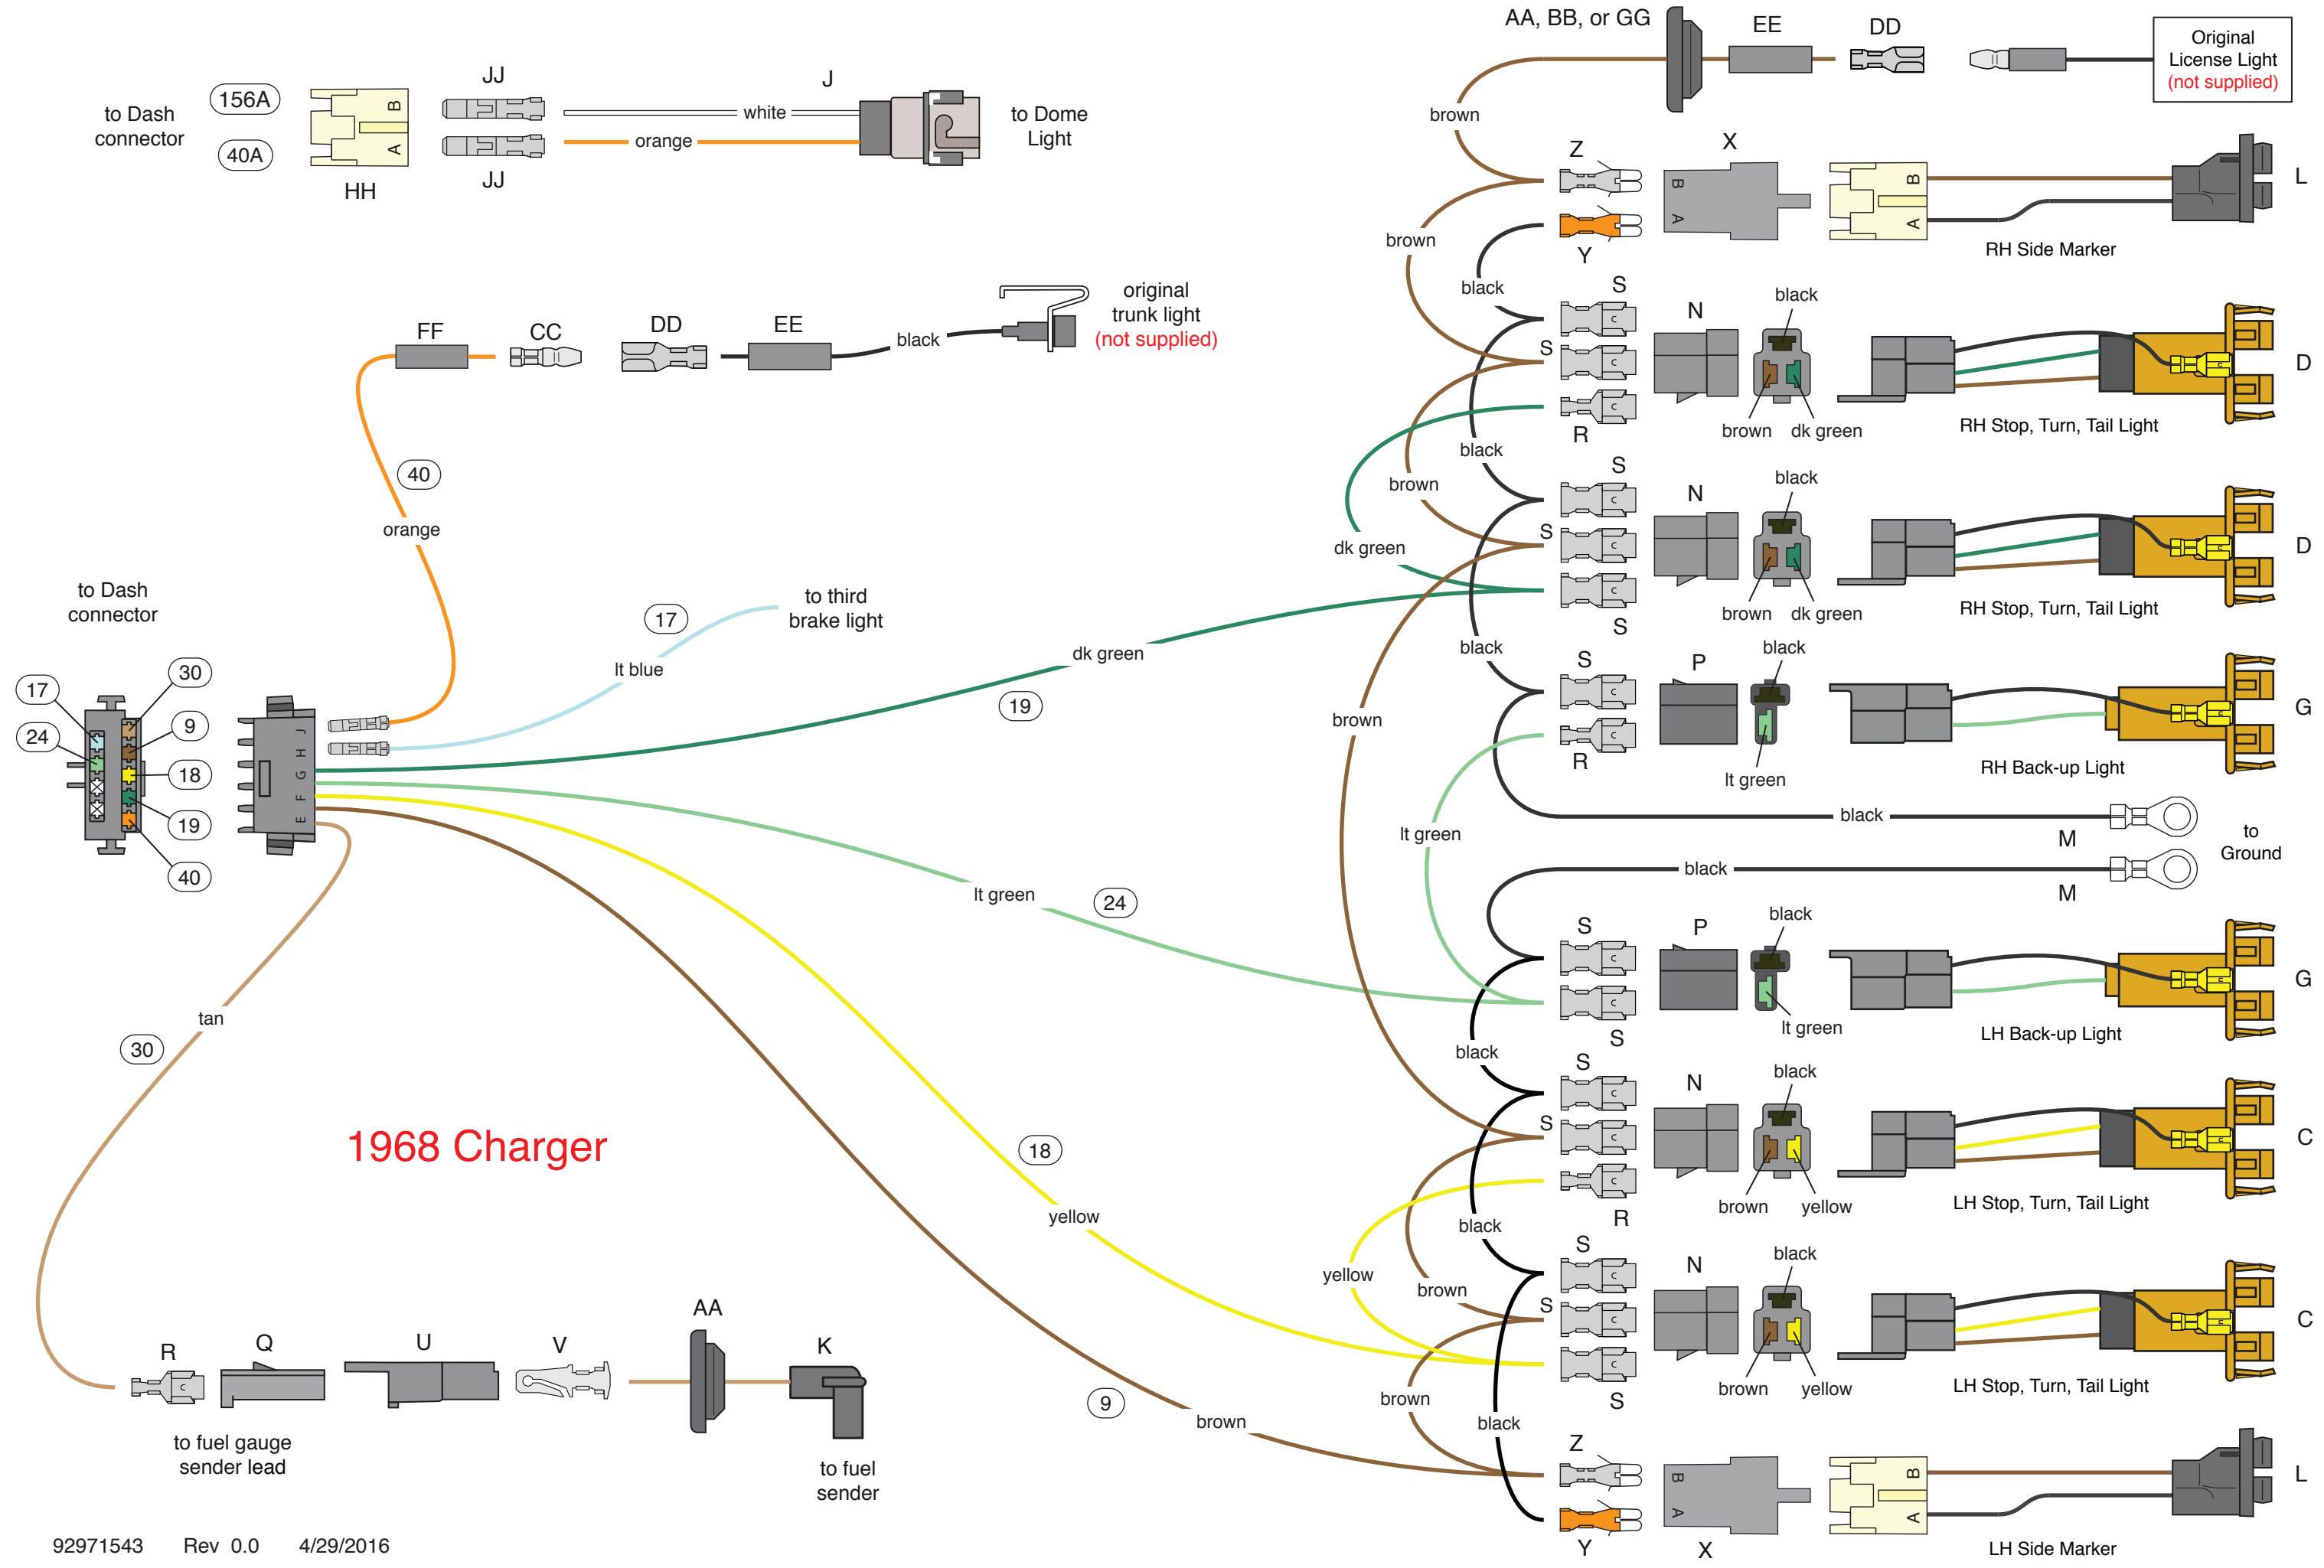 AA, BB, or GG
EE
DD
Original
License Light
(not supplied)
to Dash
connector
156A
40A
B
A
HH
JJ
JJ
white
orange
J
to Dome
Light
brown
Z
X
B
A
B
A
L
Y
RH Side Marker
brown
black
FF
CC
DD
EE
black
original
trunk light
(not supplied)
S
C
S
C
C
R
N
black
brown
dk green
D
RH Stop, Turn, Tail Light
black
brown
40
orange
S
C
S
C
C
S
N
black
brown
dk green
D
RH Stop, Turn, Tail Light
dk green
to Dash
connector
17
to third
brake light
lt blue
dk green
19
black
S
C
C
R
P
black
lt green
G
RH Back-up Light
brown
17
24
30
9
18
19
40
J
H
G
F
E
black
M
to
Ground
lt green
black
M
lt green
24
S
C
C
S
P
black
lt green
G
LH Back-up Light
black
tan
30
1968 Charger
18
yellow
S
C
S
C
C
R
N
black
brown
yellow
C
LH Stop, Turn, Tail Light
black
yellow
brown
S
C
S
C
C
S
N
black
brown
yellow
C
LH Stop, Turn, Tail Light
R
C
Q
U
V
AA
K
to fuel gauge
sender lead
to fuel
sender
9
brown
brown
black
Z
Y
B
A
X
B
A
L
LH Side Marker
92971543 Rev 0.0 4/29/2016